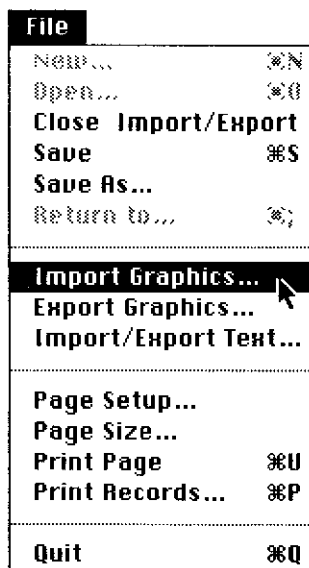 File
New... ⌘N
Open... ⌘O
Close Import/Export
Save ⌘S
Save As...
Return to... ⌘;
Import Graphics...
Export Graphics...
Import/Export Text...
Page Setup...
Page Size...
Print Page ⌘U
Print Records... ⌘P
Quit ⌘Q